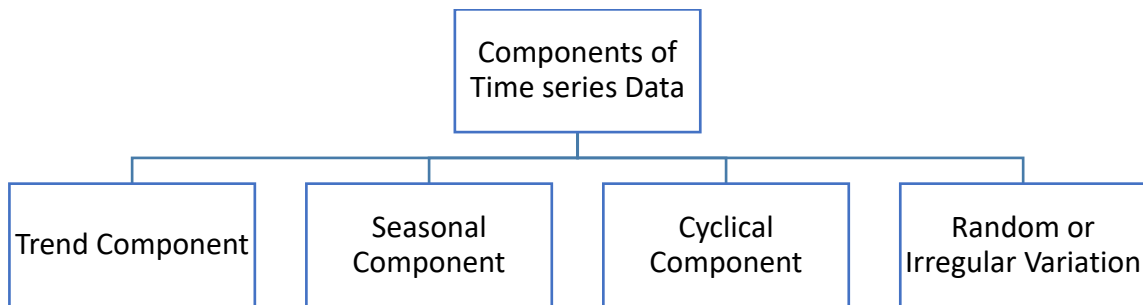 Components of
Time series Data
Trend Component
Seasonal
Component
Cyclical
Component
Random or
Irregular Variation